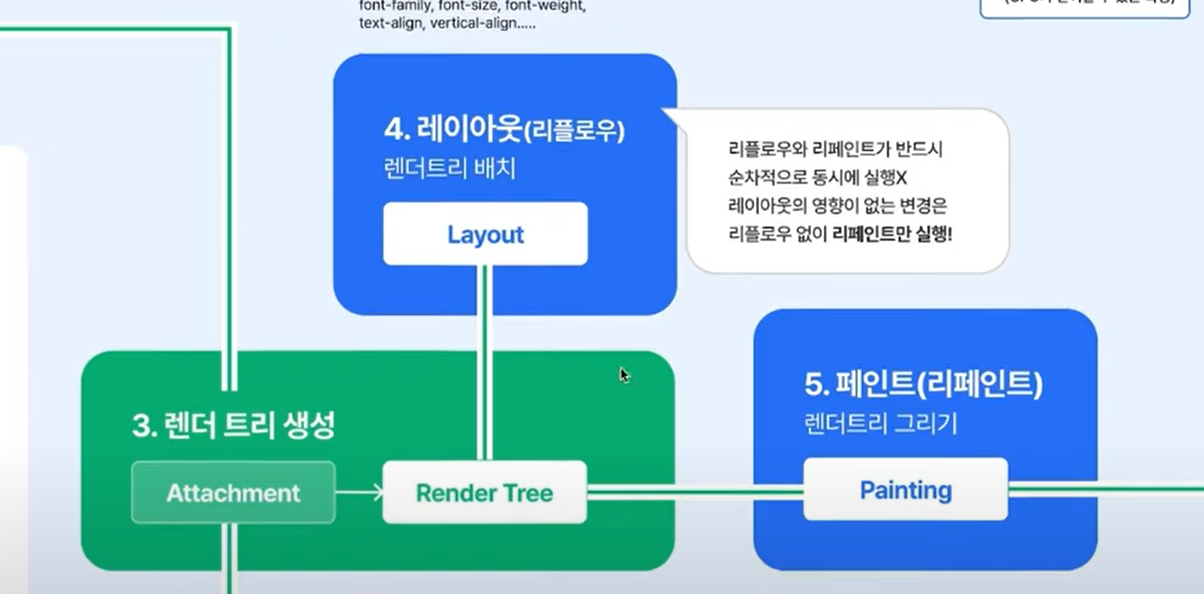 font-family, font-size, font-weight,
text-align, vertical-align.....
4. 레이아웃(리플로우)
렌더트리 배치
Layout
리플로우와 리페인트가 반드시
순차적으로 동시에 실행X
레이아웃의 영향이 없는 변경은
리플로우 없이 리페인트만 실행!
3. 렌더 트리 생성
Attachment
Render Tree
5. 페인트(리페인트)
렌더트리 그리기
Painting